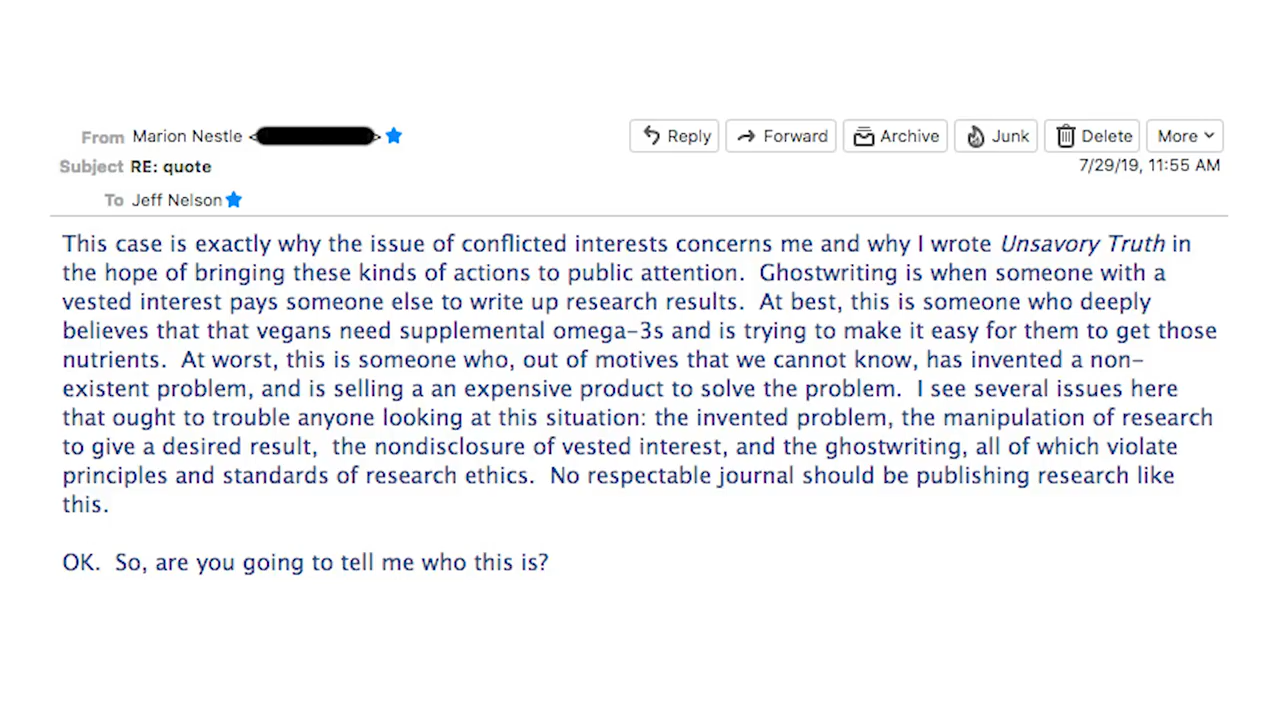 From Marion Nestle < > Reply Forward Archive Junk Delete More
Subject RE: quote 7/29/19, 11:55 AM
To Jeff Nelson
This case is exactly why the issue of conflicted interests concerns me and why I wrote Unsavory Truth in
the hope of bringing these kinds of actions to public attention.  Ghostwriting is when someone with a
vested interest pays someone else to write up research results.  At best, this is someone who deeply
believes that that vegans need supplemental omega-3s and is trying to make it easy for them to get those
nutrients.  At worst, this is someone who, out of motives that we cannot know, has invented a non-
existent problem, and is selling a an expensive product to solve the problem.  I see several issues here
that ought to trouble anyone looking at this situation: the invented problem, the manipulation of research
to give a desired result,  the nondisclosure of vested interest, and the ghostwriting, all of which violate
principles and standards of research ethics.  No respectable journal should be publishing research like
this.
OK.  So, are you going to tell me who this is?